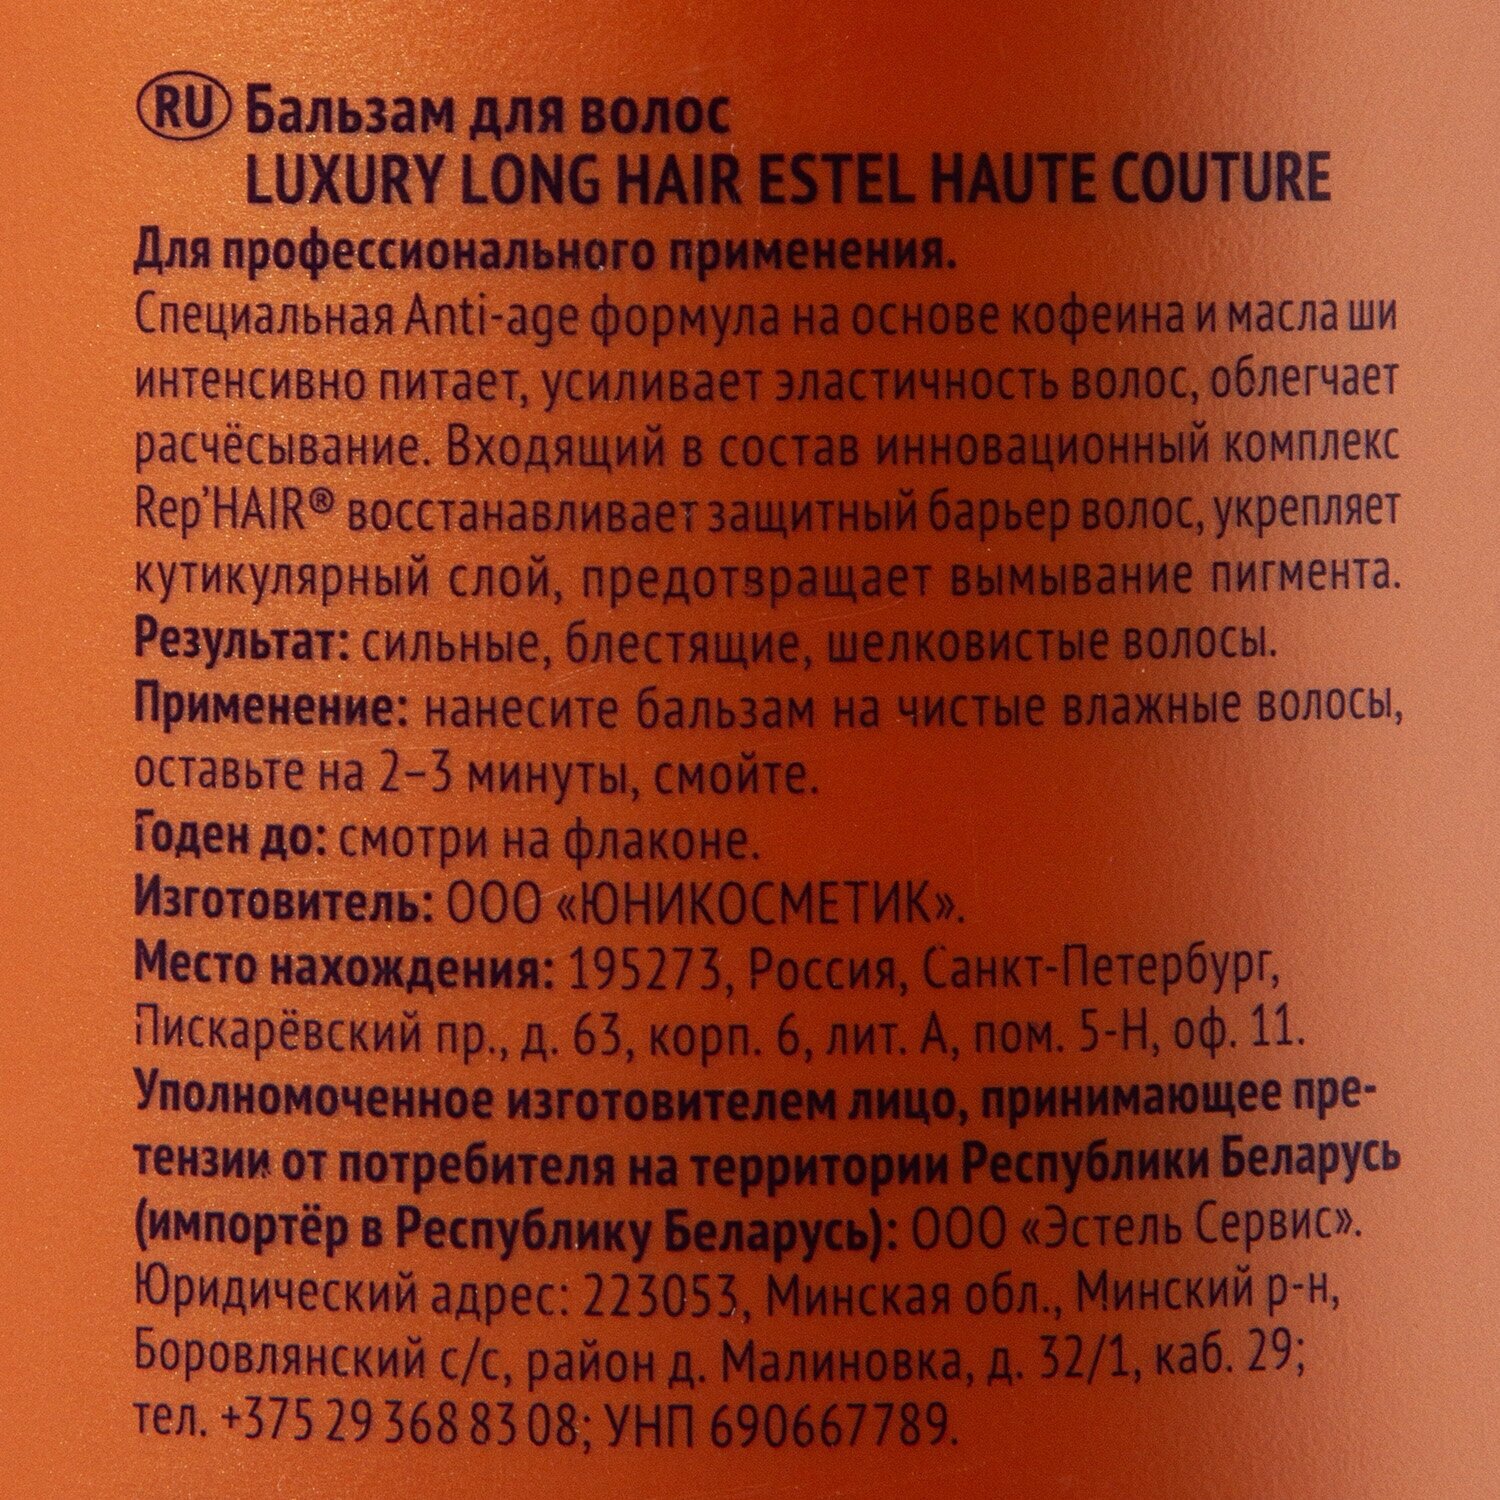 RU Бальзам для волос
LUXURY LONG HAIR ESTEL HAUTE COUTURE
Для профессионального применения.
Специальная Anti-age формула на основе кофеина и масла ши
интенсивно питает, усиливает эластичность волос, облегчает
расчёсывание. Входящий в состав инновационный комплекс
Rep’HAIR® восстанавливает защитный барьер волос, укрепляет
кутикулярный слой, предотвращает вымывание пигмента.
Результат: сильные, блестящие, шелковистые волосы.
Применение: нанесите бальзам на чистые влажные волосы,
оставьте на 2–3 минуты, смойте.
Годен до: смотри на флаконе.
Изготовитель: ООО «ЮНИКОСМЕТИК».
Место нахождения: 195273, Россия, Санкт-Петербург,
Пискарёвский пр., д. 63, корп. 6, лит. А, пом. 5-Н, оф. 11.
Уполномоченное изготовителем лицо, принимающее пре-
тензии от потребителя на территории Республики Беларусь
(импортёр в Республику Беларусь): ООО «Эстель Сервис».
Юридический адрес: 223053, Минская обл., Минский р-н,
Боровлянский с/с, район д. Малиновка, д. 32/1, каб. 29;
тел. +375 29 368 83 08; УНП 690667789.